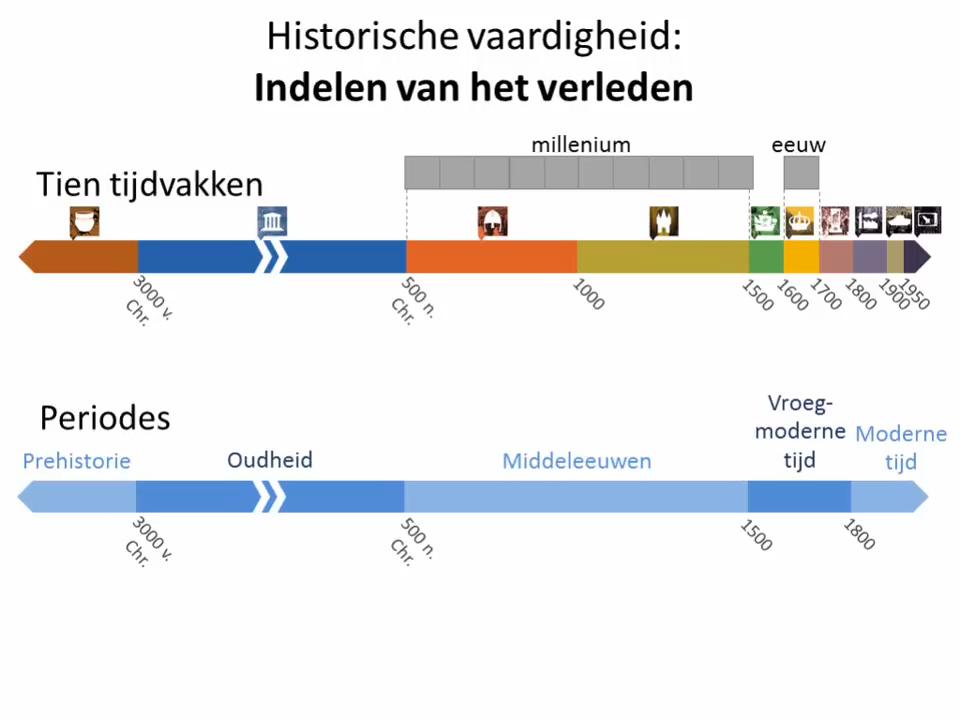 Historische vaardigheid:
Indelen van het verleden
millenium
eeuw
Tien tijdvakken
3000 v.
Chr.
500 n.
Chr.
1000
1500
1600
1700
1800
1900
1950
Periodes
Prehistorie
Oudheid
Middeleeuwen
Vroeg-
moderne
tijd
Moderne
tijd
3000 v.
Chr.
500 n.
Chr.
1500
1800